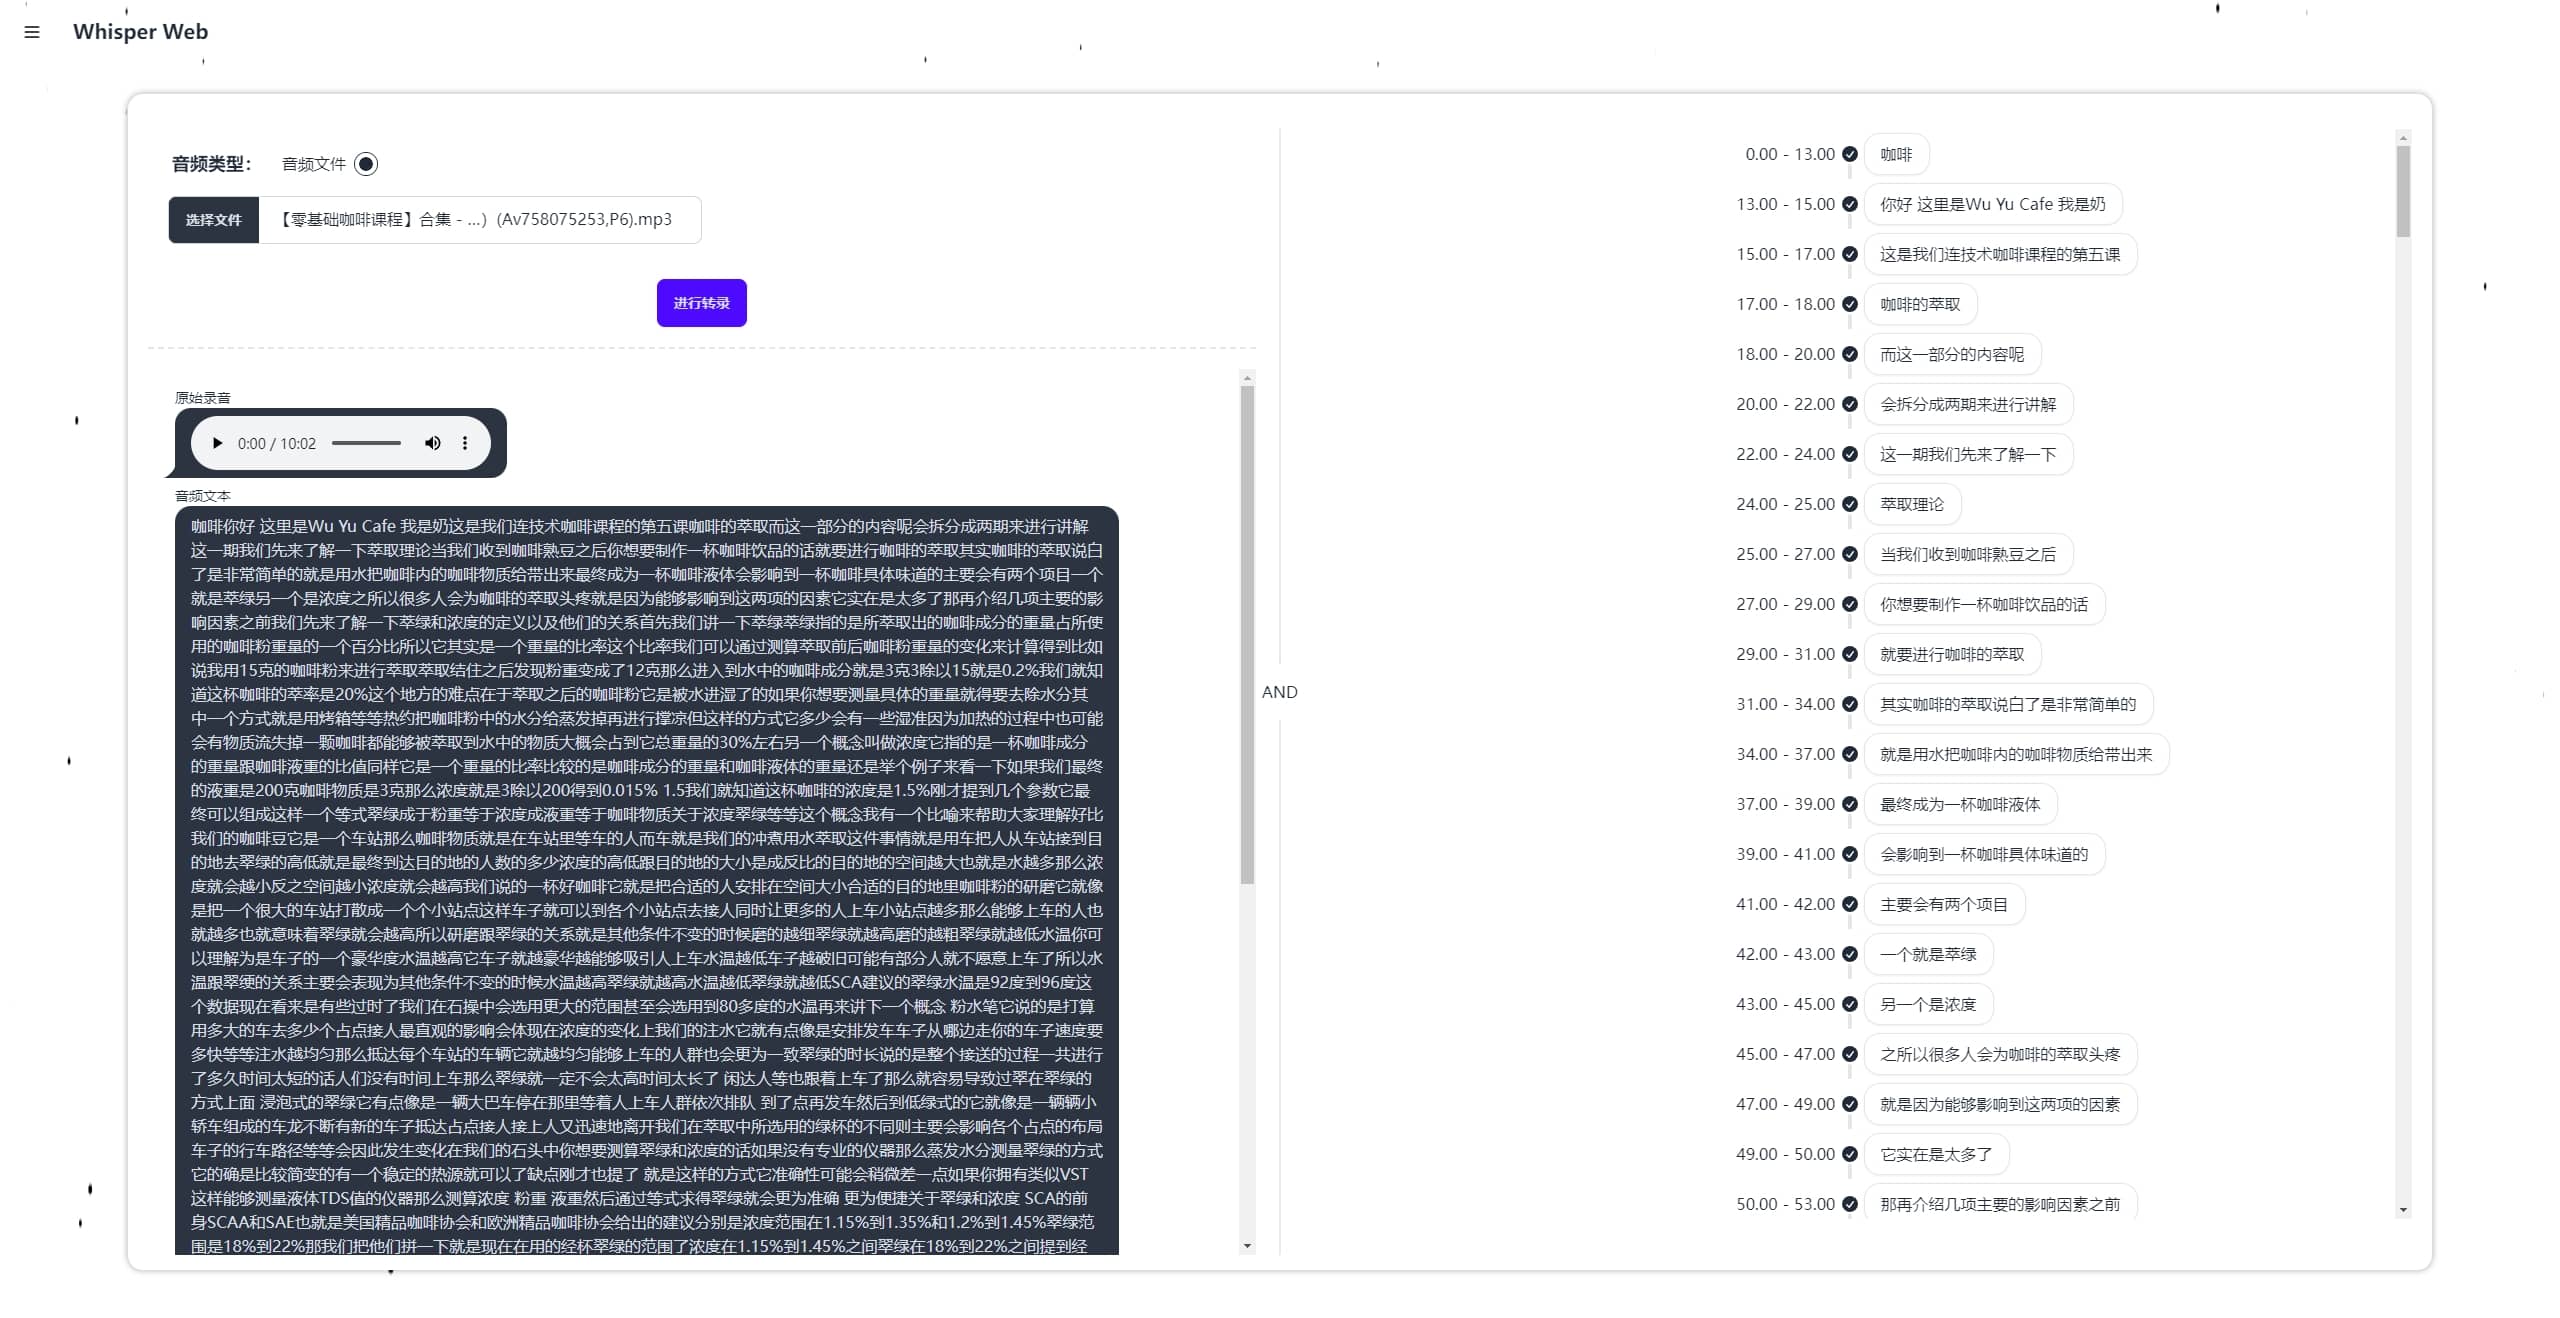 Whisper Web
音频类型：
音频文件
选择文件
【零基础咖啡课程】合集 - ...）(Av758075253,P6).mp3
进行转录
原始录音
0:00 / 10:02
音频文本
咖啡你好 这里是Wu Yu Cafe 我是奶这是我们连技术咖啡课程的第五课咖啡的萃取而这一部分的内容呢会拆分成两期来进行讲解
这一期我们先来了解一下萃取理论当我们收到咖啡熟豆之后你想要制作一杯咖啡饮品的话就要进行咖啡的萃取其实咖啡的萃取说白
了是非常简单的就是用水把咖啡内的咖啡物质给带出来最终成为一杯咖啡液体会影响到一杯咖啡具体味道的主要会有两个项目一个
就是萃绿另一个是浓度之所以很多人会为咖啡的萃取头疼就是因为能够影响到这两项的因素它实在是太多了那再介绍几项主要的影
响因素之前我们先来了解一下萃绿和浓度的定义以及他们的关系首先我们讲一下萃绿萃绿指的是所萃取出的咖啡成分的重量占所使
用的咖啡粉重量的一个百分比所以它其实是一个重量的比率这个比率我们可以通过测算萃取前后咖啡粉重量的变化来计算得到比如
说我用15克的咖啡粉来进行萃取萃取结住之后发现粉重变成了12克那么进入到水中的咖啡成分就是3克3除以15就是0.2%我们就知
道这杯咖啡的萃率是20%这个地方的难点在于萃取之后的咖啡粉它是被水进湿了的如果你想要测量具体的重量就得要去除水分其
中一个方式就是用烤箱等等热约把咖啡粉中的水分给蒸发掉再进行撑凉但这样的方式它多少会有一些湿准因为加热的过程中也可能
会有物质流失掉一颗咖啡都能够被萃取到水中的物质大概会占到它总重量的30%左右另一个概念叫做浓度它指的是一杯咖啡成分
的重量跟咖啡液重的比值同样它是一个重量的比率比较的是咖啡成分的重量和咖啡液体的重量还是举个例子来看一下如果我们最终
的液重是200克咖啡物质是3克那么浓度就是3除以200得到0.015% 1.5我们就知道这杯咖啡的浓度是1.5%刚才提到几个参数它最
终可以组成这样一个等式翠绿成于粉重等于浓度成液重等于咖啡物质关于浓度翠绿等等这个概念我有一个比喻来帮助大家理解好比
我们的咖啡豆它是一个车站那么咖啡物质就是在车站里等车的人而车就是我们的冲煮用水萃取这件事情就是用车把人从车站接到目
的地去翠绿的高低就是最终到达目的地的人数的多少浓度的高低跟目的地的大小是成反比的目的地的空间越大也就是水越多那么浓
度就会越小反之空间越小浓度就会越高我们说的一杯好咖啡它就是把合适的人安排在空间大小合适的目的地里咖啡粉的研磨它就像
是把一个很大的车站打散成一个个小站点这样车子就可以到各个小站点去接人同时让更多的人上车小站点越多那么能够上车的人也
就越多也就意味着翠绿就会越高所以研磨跟翠绿的关系就是其他条件不变的时候磨的越细翠绿就越高磨的越粗翠绿就越低水温你可
以理解为是车子的一个豪华度水温越高它车子就越豪华越能够吸引人上车水温越低车子越破旧可能有部分人就不愿意上车了所以水
温跟翠绠的关系主要会表现为其他条件不变的时候水温越高翠绿就越高水温越低翠绿就越低SCA建议的翠绿水温是92度到96度这
个数据现在看来是有些过时了我们在石操中会选用更大的范围甚至会选用到80多度的水温再来讲下一个概念 粉水笔它说的是打算
用多大的车去多少个占点接人最直观的影响会体现在浓度的变化上我们的注水它就有点像是安排发车车子从哪边走你的车子速度要
多快等等注水越均匀那么抵达每个车站的车辆它就越均匀能够上车的人群也会更为一致翠绿的时长说的是整个接送的过程一共进行
了多久时间太短的话人们没有时间上车那么翠绿就一定不会太高时间太长了 闲达人等也跟着上车了那么就容易导致过翠在翠绿的
方式上面 浸泡式的翠绿它有点像是一辆大巴车停在那里等着人上车人群依次排队 到了点再发车然后到低绿式的它就像是一辆辆小
轿车组成的车龙不断有新的车子抵达占点接人接上人又迅速地离开我们在萃取中所选用的绿杯的不同则主要会影响各个占点的布局
车子的行车路径等等会因此发生变化在我们的石头中你想要测算翠绿和浓度的话如果没有专业的仪器那么蒸发水分测量翠绿的方式
它的确是比较简变的有一个稳定的热源就可以了缺点刚才也提了 就是这样的方式它准确性可能会稍微差一点如果你拥有类似VST
这样能够测量液体TDS值的仪器那么测算浓度 粉重 液重然后通过等式求得翠绿就会更为准确 更为便捷关于翠绿和浓度 SCA的前
身SCAA和SAE也就是美国精品咖啡协会和欧洲精品咖啡协会给出的建议分别是浓度范围在1.15%到1.35%和1.2%到1.45%翠绿范
围是18%到22%那我们把他们拼一下就是现在在用的经杯翠绿的范围了浓度在1.15%到1.45%之间翠绿在18%到22%之间提到经
AND
0.00 - 13.00 咖啡
13.00 - 15.00 你好 这里是Wu Yu Cafe 我是奶
15.00 - 17.00 这是我们连技术咖啡课程的第五课
17.00 - 18.00 咖啡的萃取
18.00 - 20.00 而这一部分的内容呢
20.00 - 22.00 会拆分成两期来进行讲解
22.00 - 24.00 这一期我们先来了解一下
24.00 - 25.00 萃取理论
25.00 - 27.00 当我们收到咖啡熟豆之后
27.00 - 29.00 你想要制作一杯咖啡饮品的话
29.00 - 31.00 就要进行咖啡的萃取
31.00 - 34.00 其实咖啡的萃取说白了是非常简单的
34.00 - 37.00 就是用水把咖啡内的咖啡物质给带出来
37.00 - 39.00 最终成为一杯咖啡液体
39.00 - 41.00 会影响到一杯咖啡具体味道的
41.00 - 42.00 主要会有两个项目
42.00 - 43.00 一个就是萃绿
43.00 - 45.00 另一个是浓度
45.00 - 47.00 之所以很多人会为咖啡的萃取头疼
47.00 - 49.00 就是因为能够影响到这两项的因素
49.00 - 50.00 它实在是太多了
50.00 - 53.00 那再介绍几项主要的影响因素之前